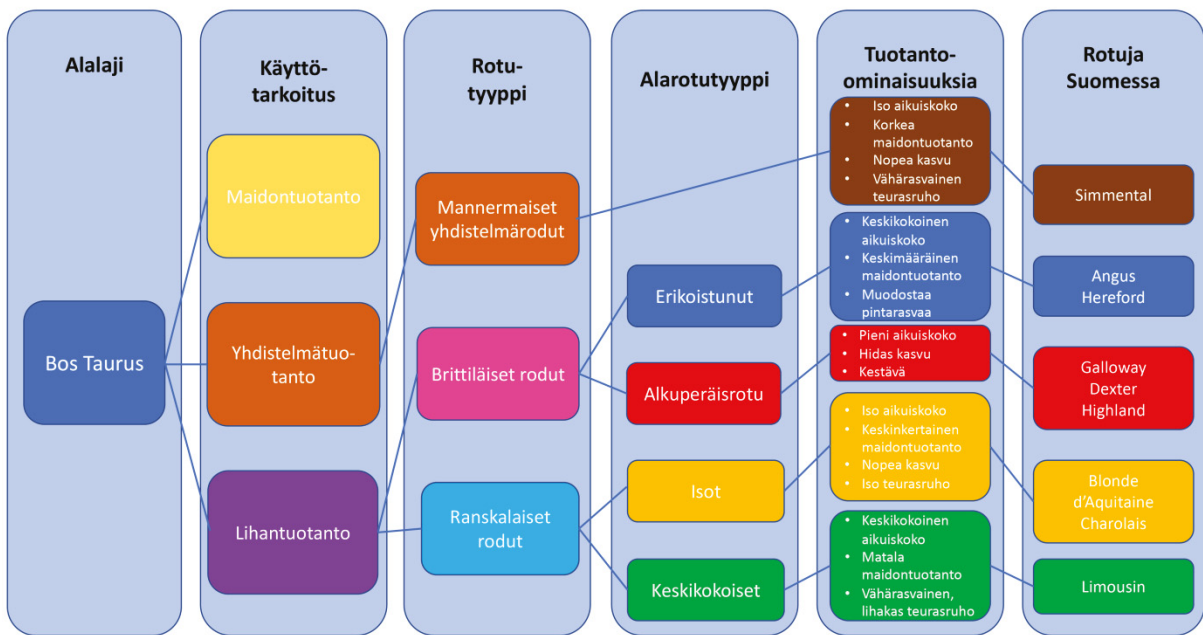 Alalaji
Käyttö-
tarkoitus
Rotu-
tyyppi
Alarotutyyppi
Tuotanto-
ominaisuuksia
Rotuja
Suomessa
Bos Taurus
Maidontuotanto
Yhdistelmätuo-
tanto
Lihantuotanto
Mannermaiset
yhdistelmärodut
Brittiläiset rodut
Ranskalaiset
rodut
Erikoistunut
Alkuperäisrotu
Isot
Keskikokoiset
• Iso aikuiskoko
• Korkea
maidontuotanto
• Nopea kasvu
• Vähärasvainen
teurasruho
• Keskikokoinen
aikuiskoko
• Keskimääräinen
maidontuotanto
• Muodostaa
pintarasvaa
• Pieni aikuiskoko
• Hidas kasvu
• Kestävä
• Iso aikuiskoko
• Keskinkertainen
maidontuotanto
• Nopea kasvu
• Iso teurasruho
• Keskikokoinen
aikuiskoko
• Matala
maidontuotanto
• Vähärasvainen,
lihakas teurasruho
Simmental
Angus
Hereford
Galloway
Dexter
Highland
Blonde
d'Aquitaine
Charolais
Limousin